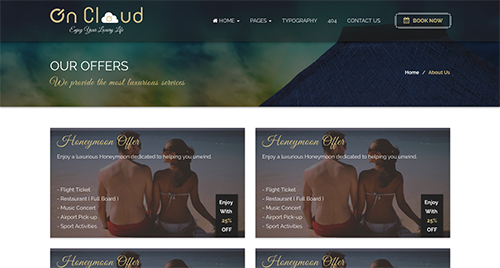 On Cloud
Enjoy Your Luxury Life
HOME PAGES TYPOGRAPHY 404 CONTACT US BOOK NOW
OUR OFFERS
We provide the most luxurious services
Home / About Us
Honeymoon Offer
Enjoy a luxurious Honeymoon dedicated to helping you unwind.
- Flight Ticket
- Restaurant ( Full Board )
- Music Concert
- Airport Pick-up
- Sport Activities
Enjoy
With
25%
OFF
Honeymoon Offer
Enjoy a luxurious Honeymoon dedicated to helping you unwind.
- Flight Ticket
- Restaurant ( Full Board )
- Music Concert
- Airport Pick-up
- Sport Activities
Enjoy
With
25%
OFF
Honeymoon Offer
Honeymoon Offer